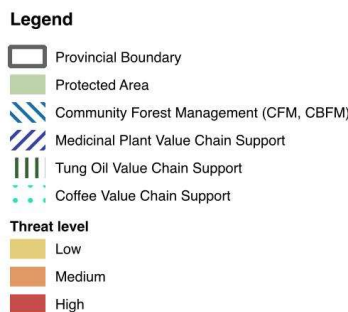 Legend
Provincial Boundary
Protected Area
Community Forest Management (CFM, CBFM)
Medicinal Plant Value Chain Support
Tung Oil Value Chain Support
Coffee Value Chain Support
Threat level
Low
Medium
High